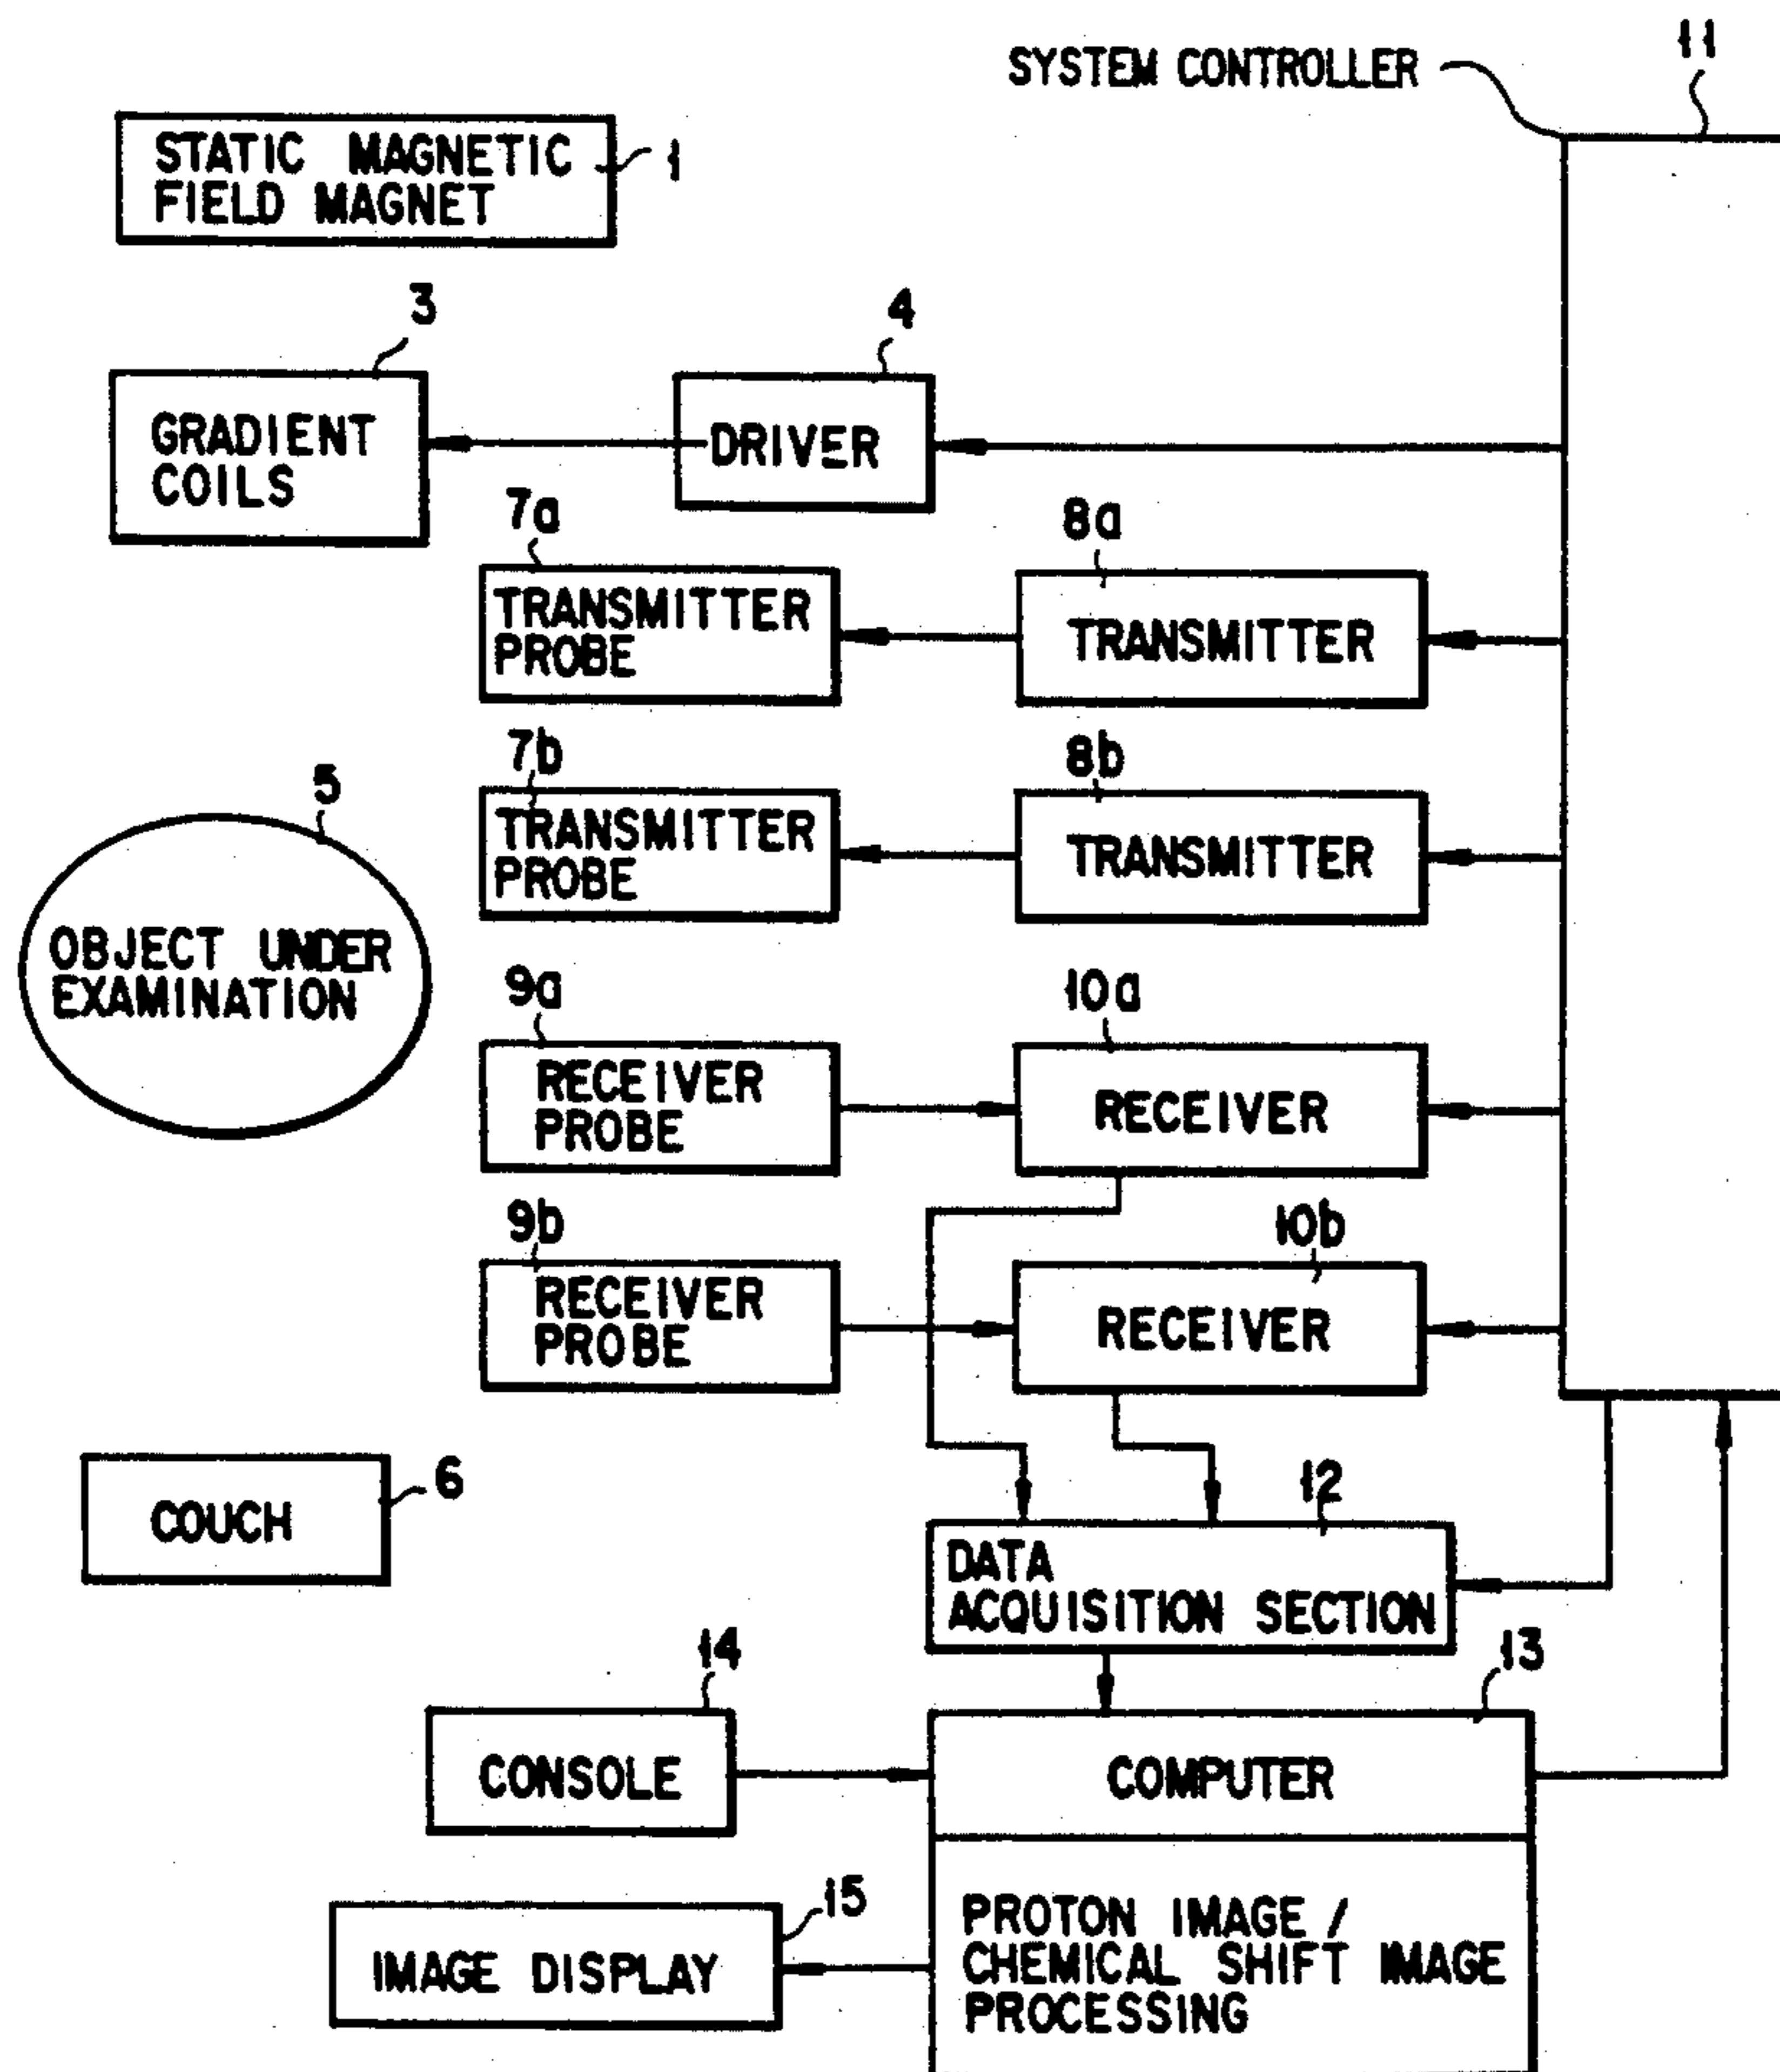 SYSTEM CONTROLLER
11
STATIC MAGNETIC
FIELD MAGNET
1
3
4
GRADIENT
COILS
DRIVER
7a
8a
TRANSMITTER
PROBE
TRANSMITTER
7b
8b
5
TRANSMITTER
PROBE
TRANSMITTER
OBJECT UNDER
EXAMINATION
9a
10a
RECEIVER
PROBE
RECEIVER
9b
10b
RECEIVER
PROBE
RECEIVER
6
COUCH
12
DATA
ACQUISITION SECTION
14
13
CONSOLE
COMPUTER
15
IMAGE DISPLAY
PROTON IMAGE /
CHEMICAL SHIFT IMAGE
PROCESSING